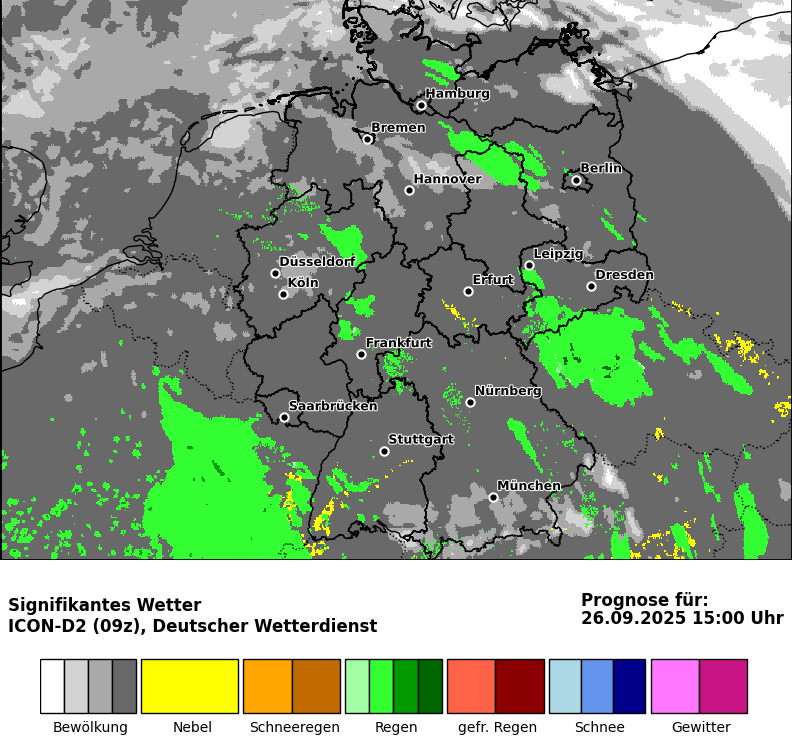 Hamburg
Bremen
Berlin
Hannover
Leipzig
Düsseldorf
Dresden
Erfurt
Köln
Frankfurt
Nürnberg
Saarbrücken
Stuttgart
München
Signifikantes Wetter
ICON-D2 (09z), Deutscher Wetterdienst
Prognose für:
26.09.2025 15:00 Uhr
Bewölkung Nebel Schneeregen Regen gefr. Regen Schnee Gewitter